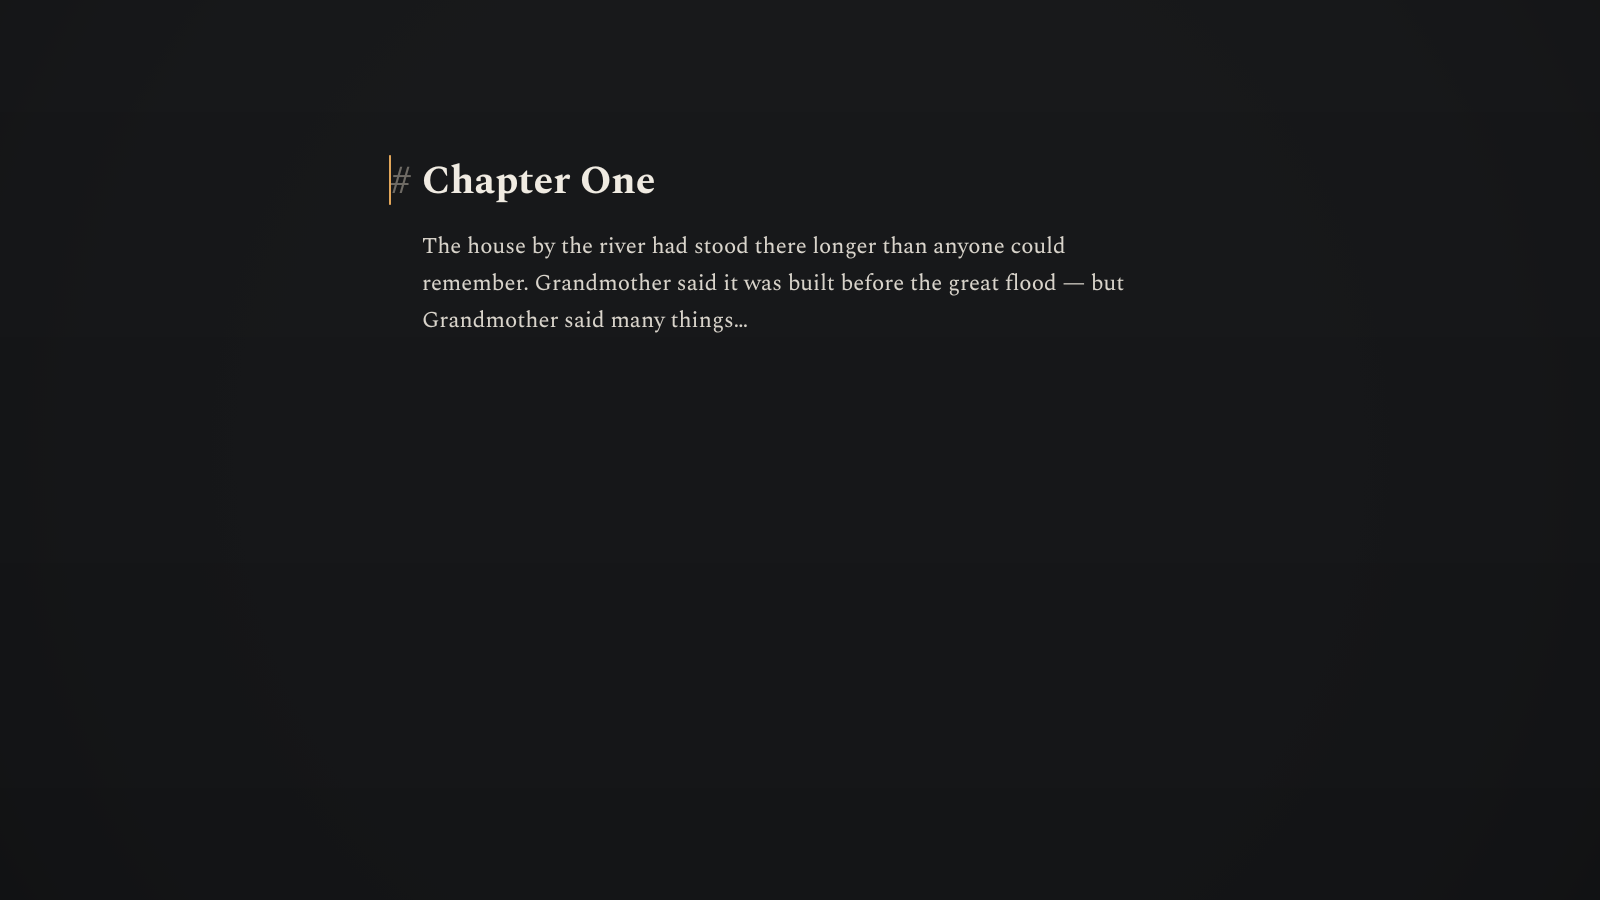 # Chapter One
The house by the river had stood there longer than anyone could
remember. Grandmother said it was built before the great flood — but
Grandmother said many things…